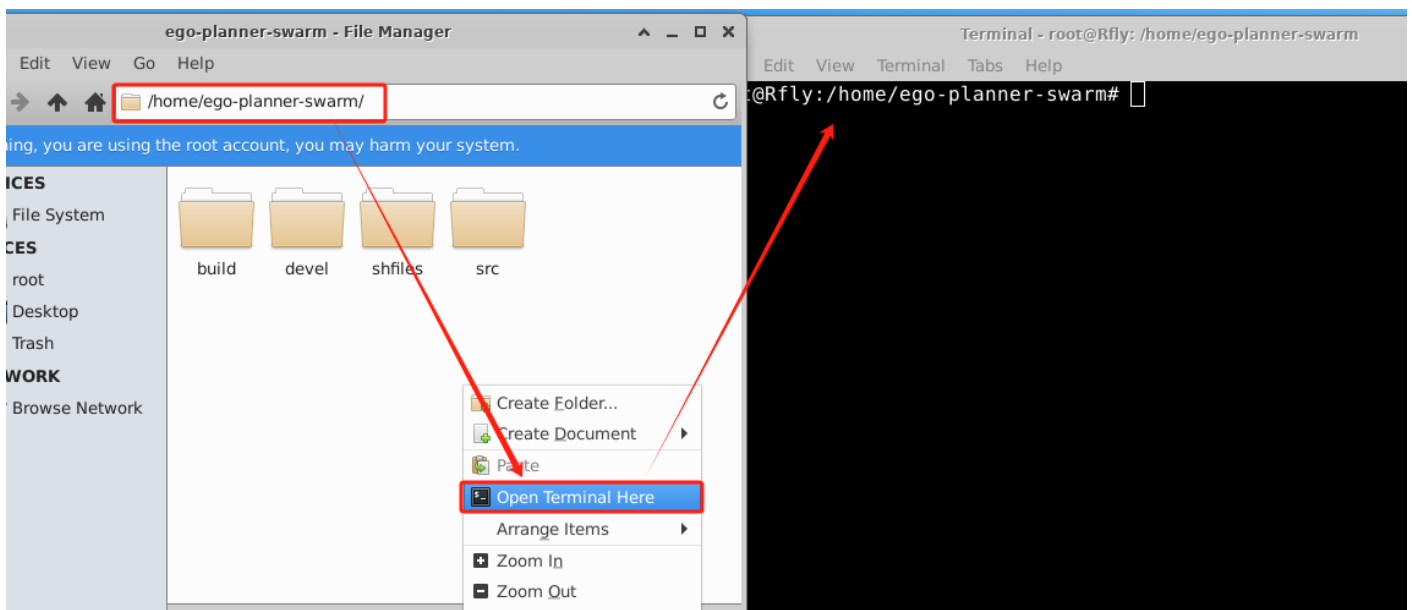 ego-planner-swarm - File Manager
Edit View Go Help
/home/ego-planner-swarm/
ing, you are using the root account, you may harm your system.
ICES
File System
CES
root
Desktop
Trash
WORK
Browse Network
build devel shfiles src
Create Folder...
Create Document
Paste
Open Terminal Here
Arrange Items
Zoom In
Zoom Out
Terminal - root@Rfly: /home/ego-planner-swarm
Edit View Terminal Tabs Help
t@Rfly:/home/ego-planner-swarm#